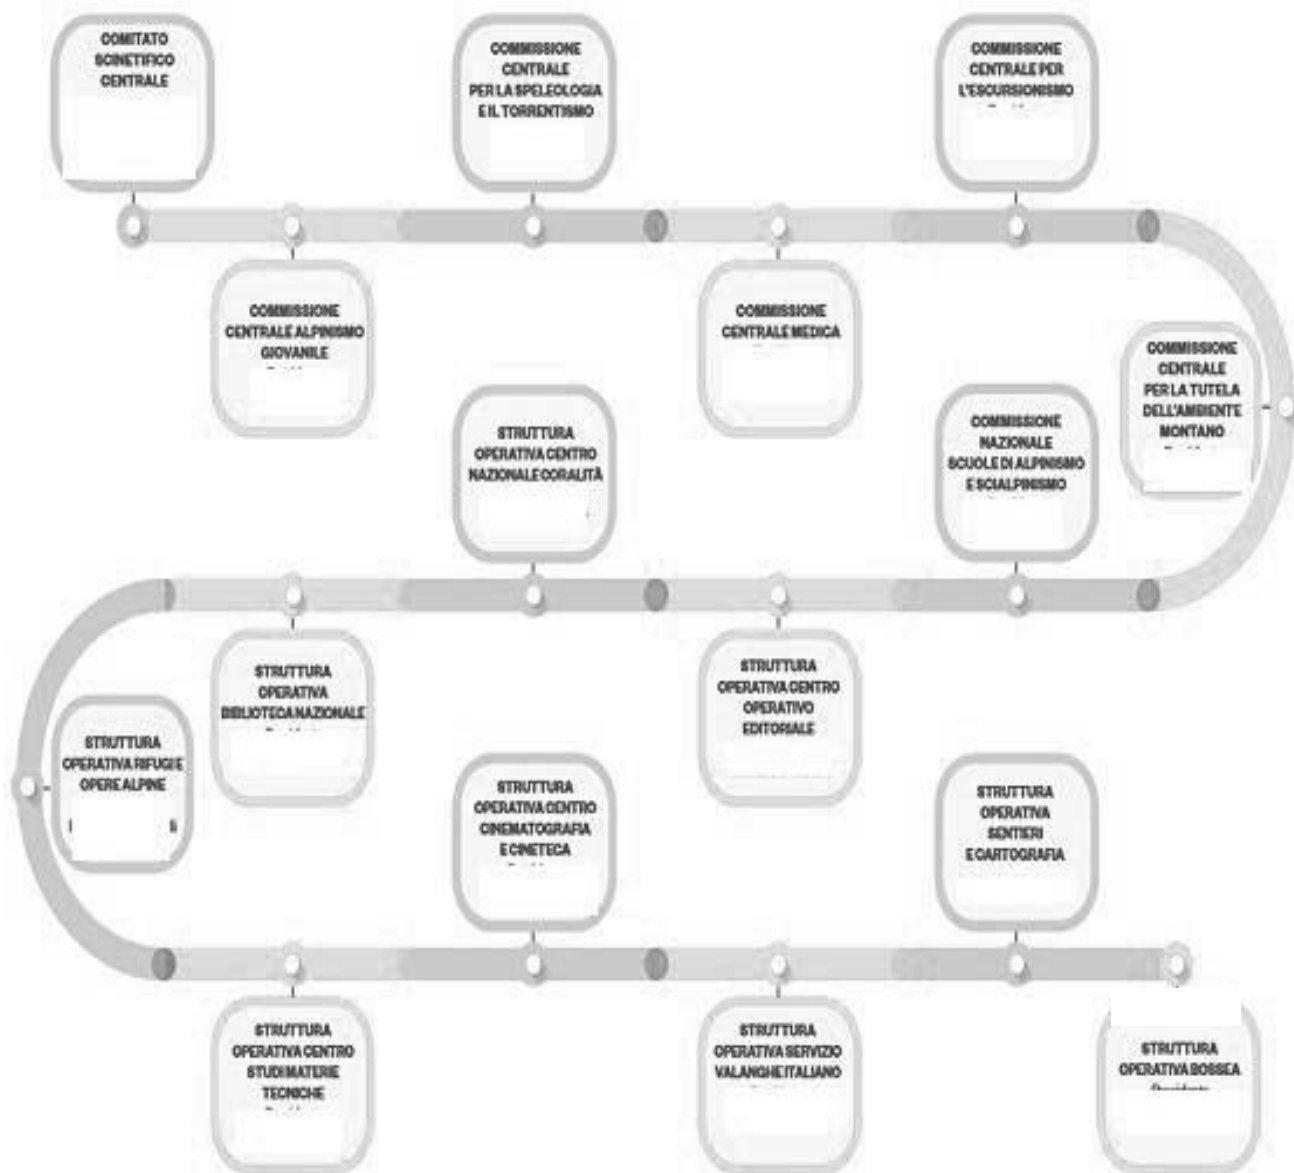 COMITATO
SCINETIFICO
CENTRALE
COMMISSIONE
CENTRALE ALPINISMO
GIOVANILE
COMMISSIONE
CENTRALE
PER LA SPELEOLOGIA
E IL TORRENTISMO
COMMISSIONE
CENTRALE MEDICA
COMMISSIONE
CENTRALE PER
L'ESCURSIONISMO
COMMISSIONE
CENTRALE
PER LA TUTELA
DELL'AMBIENTE
MONTANO
COMMISSIONE
NAZIONALE
SCUOLE DI ALPINISMO
E SCIALPINISMO
STRUTTURA
OPERATIVA CENTRO
OPERATIVO
EDITORIALE
STRUTTURA
OPERATIVA CENTRO
NAZIONALE CORALITÀ
STRUTTURA
OPERATIVA
BIBLIOTECA NAZIONALE
STRUTTURA
OPERATIVA RIFUGI E
OPERE ALPINE
STRUTTURA
OPERATIVA CENTRO
STUDI MATERIE
TECNICHE
STRUTTURA
OPERATIVA CENTRO
CINEMATOGRAFIA
E CINETECA
STRUTTURA
OPERATIVA SERVIZIO
VALANGHE ITALIANO
STRUTTURA
OPERATIVA
SENTIERI
E CARTOGRAFIA
STRUTTURA
OPERATIVA BOSSEA